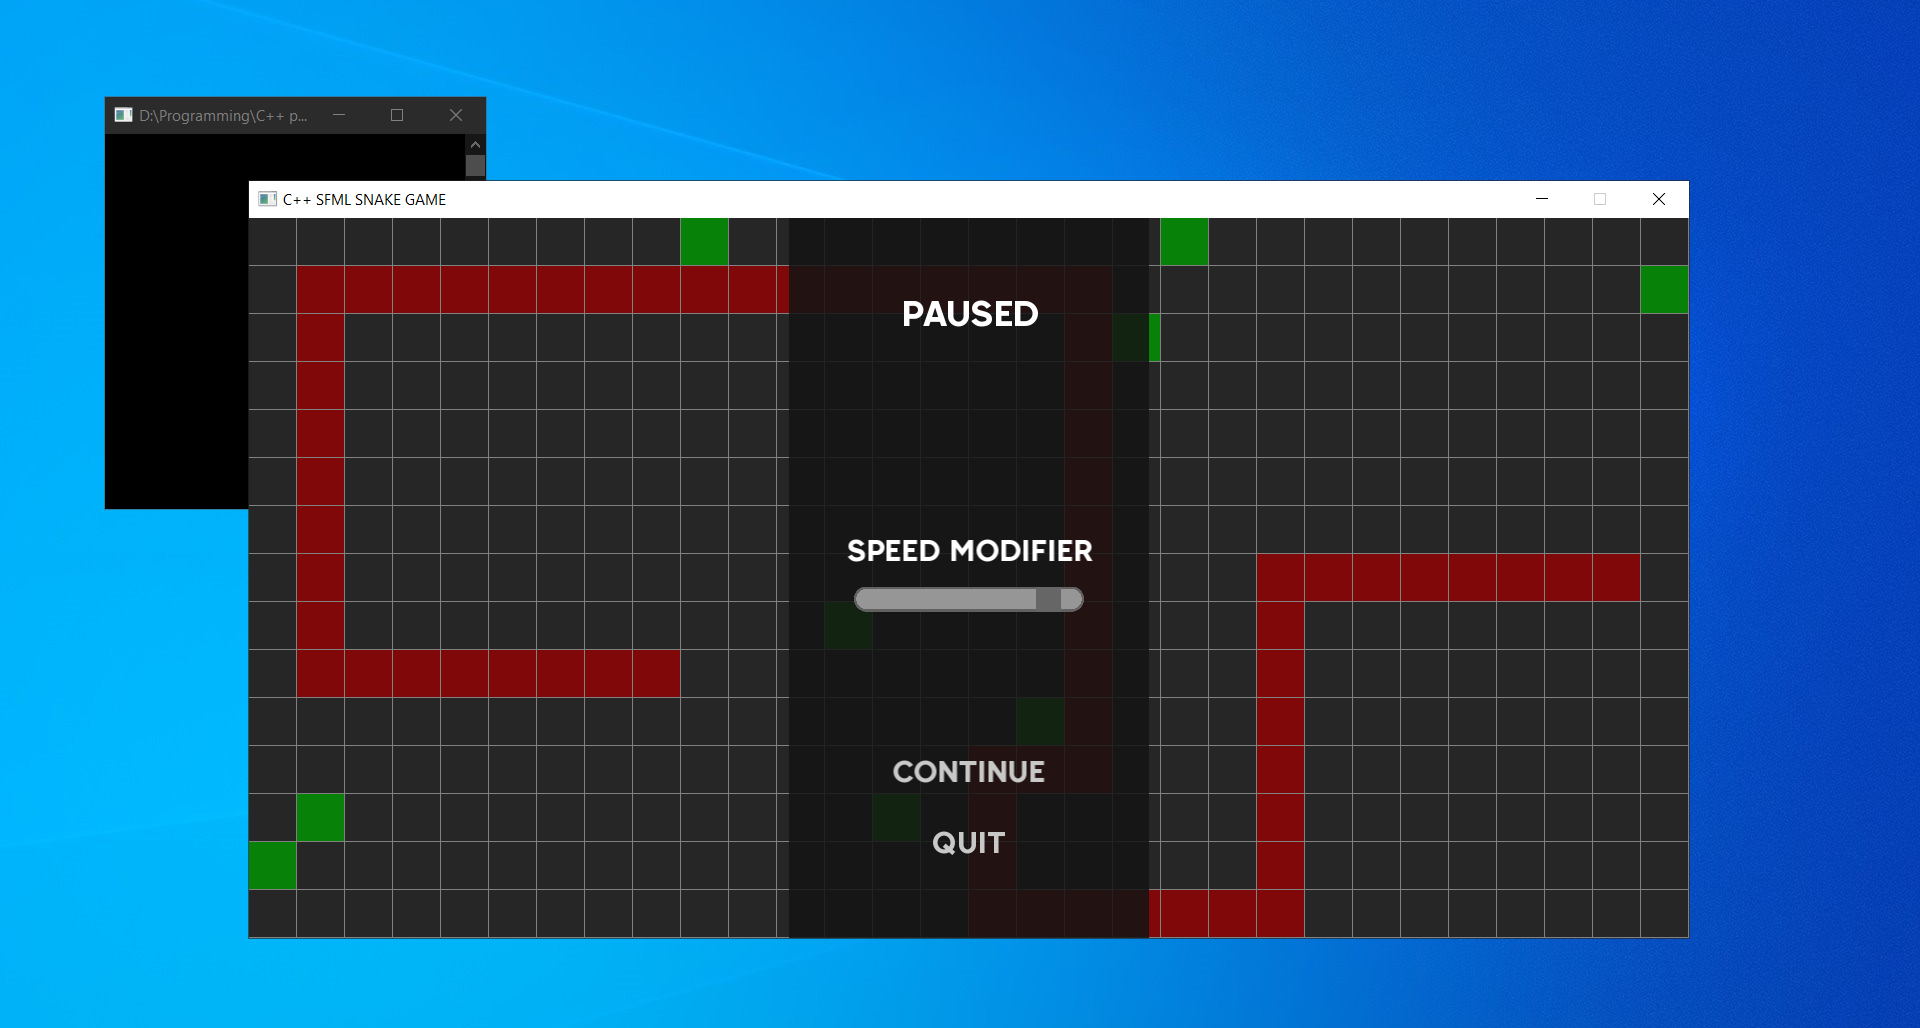 D:\Programming\C++ p...
C++ SFML SNAKE GAME
PAUSED
SPEED MODIFIER
CONTINUE
QUIT